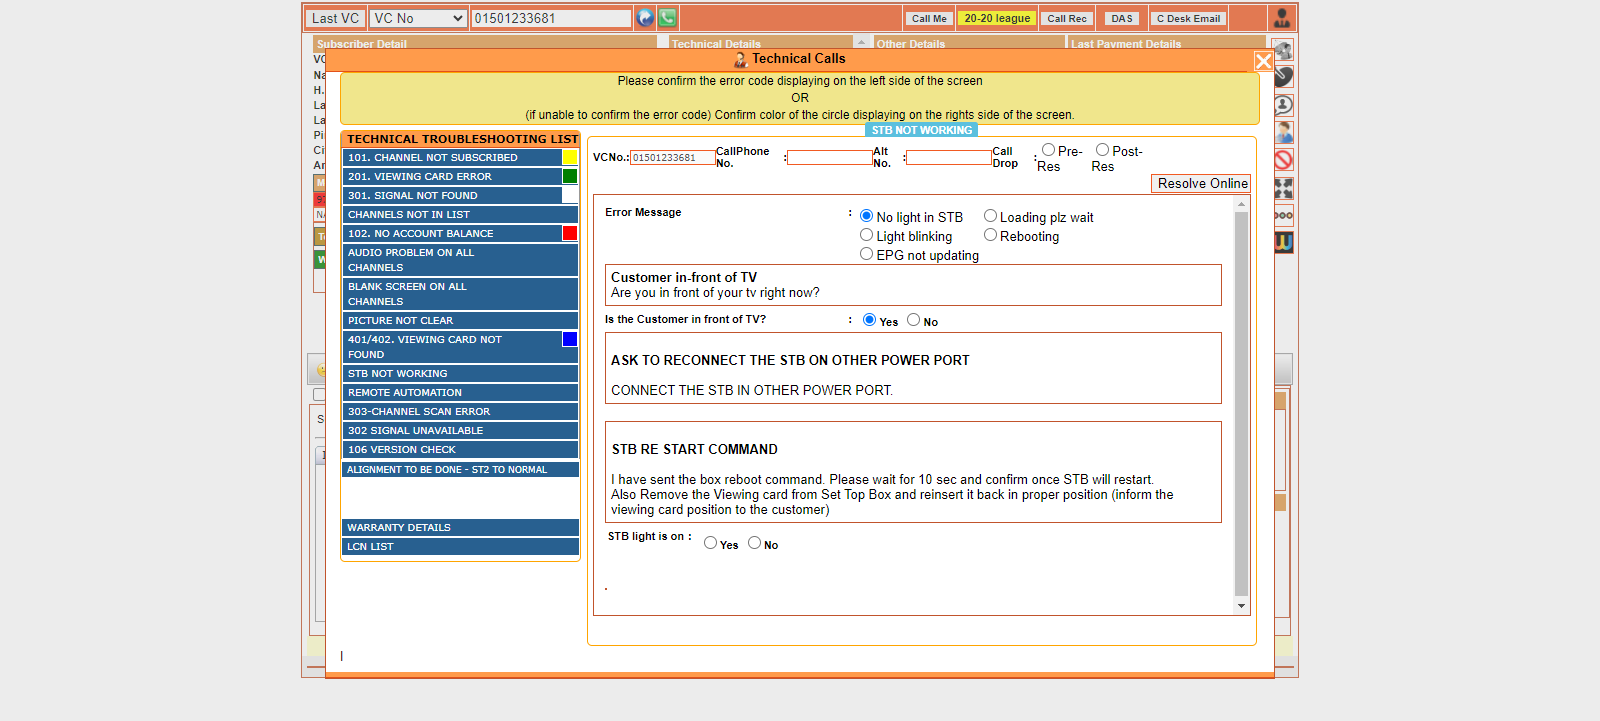 Last VC
VC No
01501233681
Call Me
20-20 league
Call Rec
DAS
C Desk Email
Subscriber Detail
Technical Details
Other Details
Last Payment Details
Technical Calls
Please confirm the error code displaying on the left side of the screen
OR
(if unable to confirm the error code) Confirm color of the circle displaying on the rights side of the screen.
VC
Na
H.
La
La
Pi
Ci
TECHNICAL TROUBLESHOOTING LIST
101. CHANNEL NOT SUBSCRIBED
201. VIEWING CARD ERROR
301. SIGNAL NOT FOUND
CHANNELS NOT IN LIST
102. NO ACCOUNT BALANCE
AUDIO PROBLEM ON ALL
CHANNELS
BLANK SCREEN ON ALL
CHANNELS
PICTURE NOT CLEAR
401/402. VIEWING CARD NOT
FOUND
STB NOT WORKING
REMOTE AUTOMATION
303-CHANNEL SCAN ERROR
302 SIGNAL UNAVAILABLE
106 VERSION CHECK
ALIGNMENT TO BE DONE - ST2 TO NORMAL
WARRANTY DETAILS
LCN LIST
STB NOT WORKING
VCNo.: 01501233681 CallPhone No. : Alt No. : Call Drop : Pre-Res Post-Res
Resolve Online
Error Message : No light in STB Loading plz wait
Light blinking Rebooting
EPG not updating
Customer in-front of TV
Are you in front of your tv right now?
Is the Customer in front of TV? : Yes No
ASK TO RECONNECT THE STB ON OTHER POWER PORT
CONNECT THE STB IN OTHER POWER PORT.
STB RE START COMMAND
I have sent the box reboot command. Please wait for 10 sec and confirm once STB will restart.
Also Remove the Viewing card from Set Top Box and reinsert it back in proper position (inform the
viewing card position to the customer)
STB light is on : Yes No
.
|